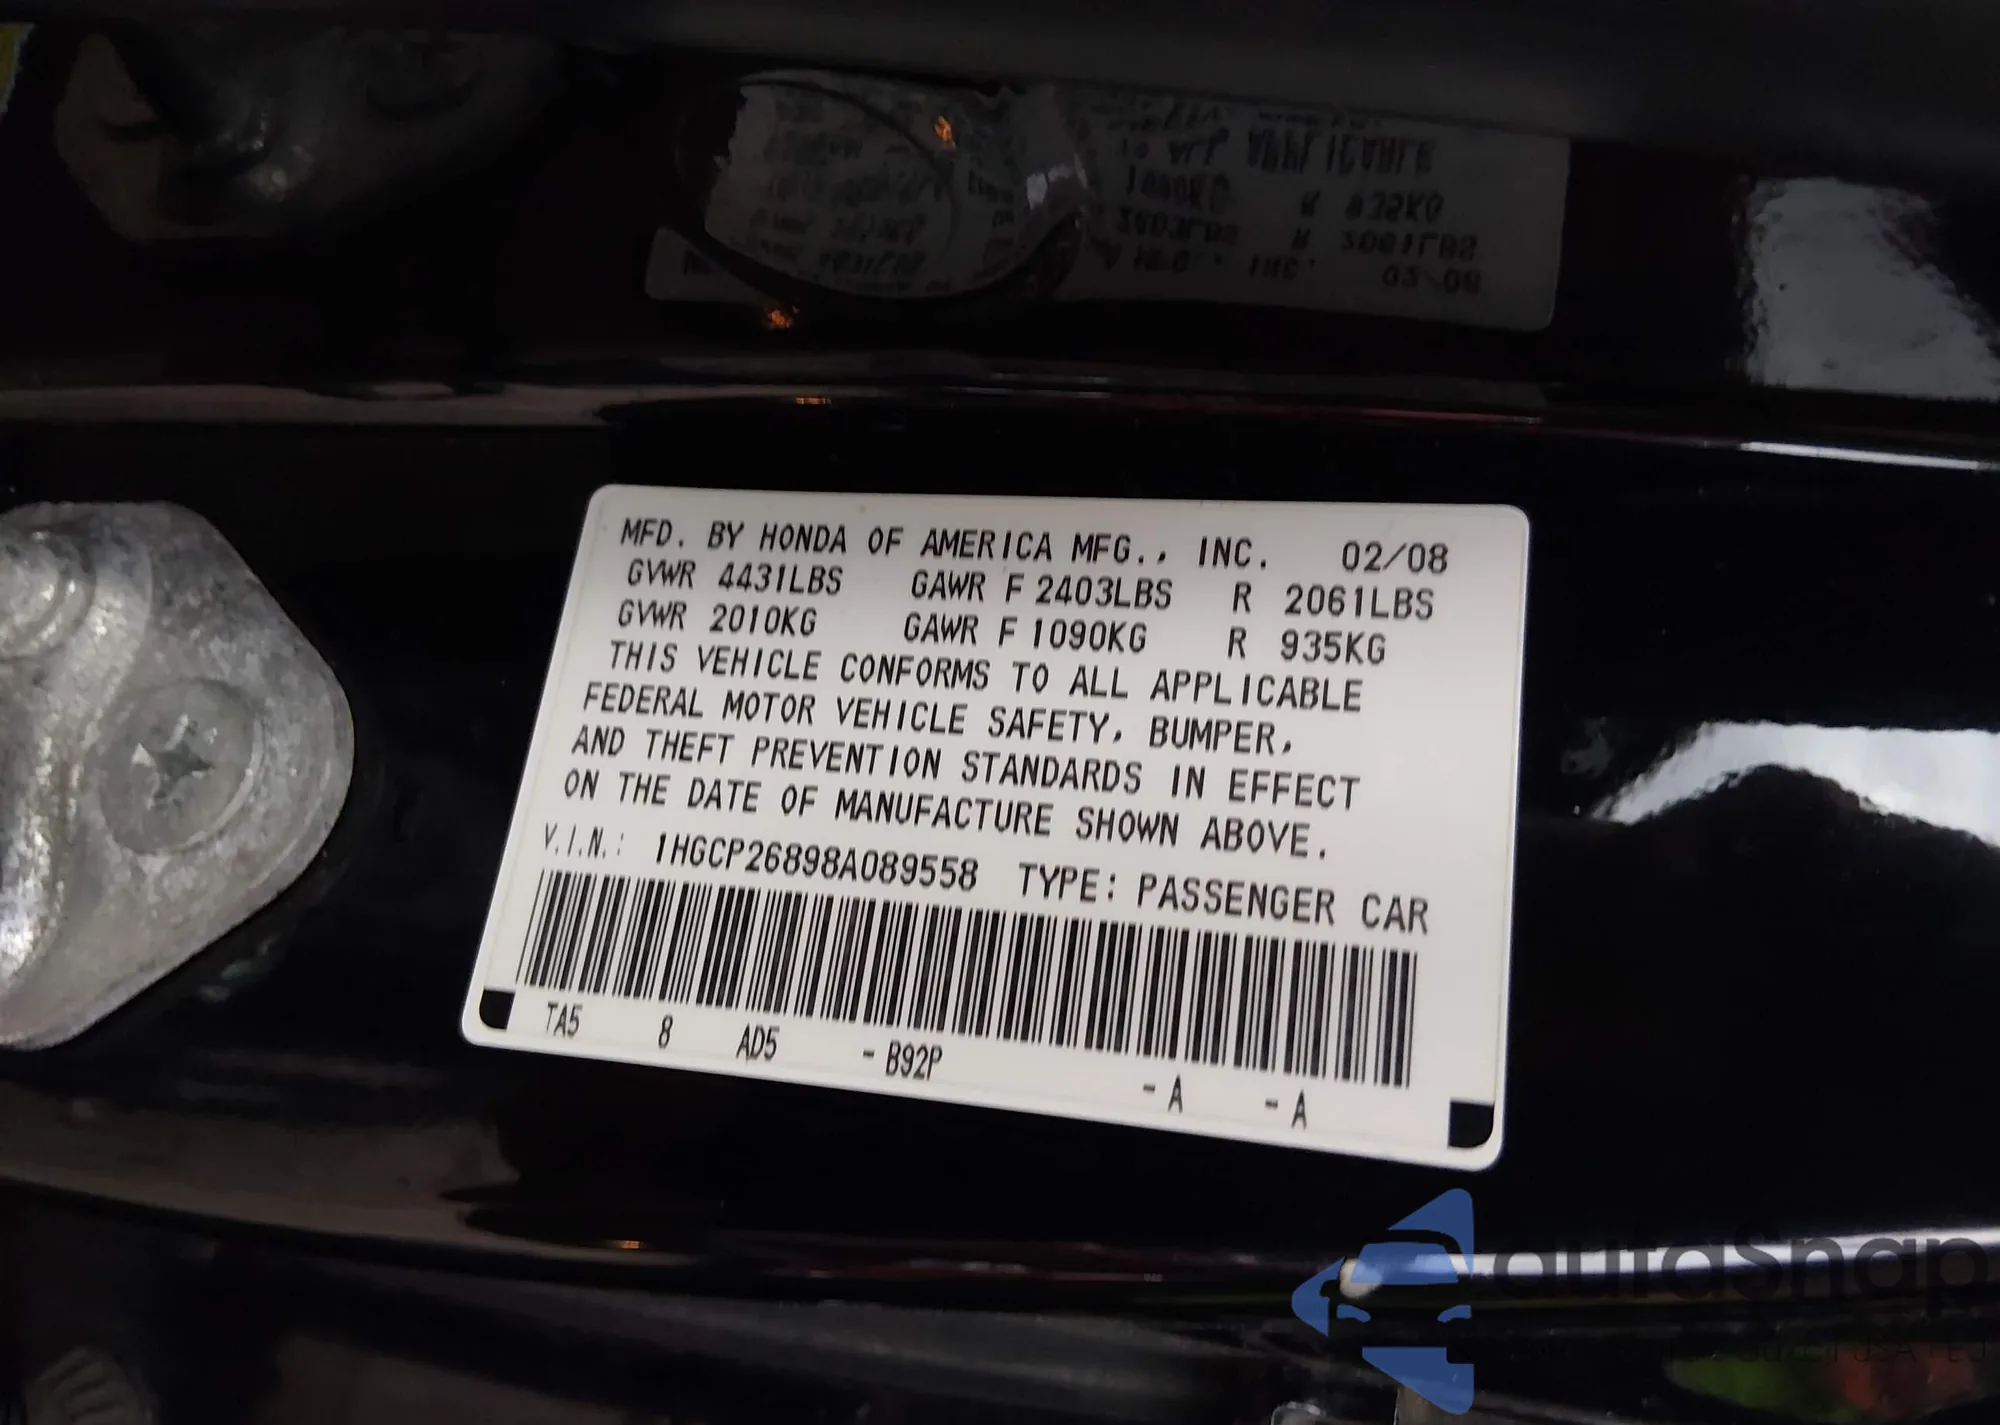 MFD. BY HONDA OF AMERICA MFG., INC. 02/08
GVWR 4431LBS GAWR F 2403LBS R 2061LBS
GVWR 2010KG GAWR F 1090KG R 935KG
THIS VEHICLE CONFORMS TO ALL APPLICABLE
FEDERAL MOTOR VEHICLE SAFETY, BUMPER,
AND THEFT PREVENTION STANDARDS IN EFFECT
ON THE DATE OF MANUFACTURE SHOWN ABOVE.
V.I.N.: 1HGCP26898A089558 TYPE: PASSENGER CAR
TA5 8 AD5 - B92P - A - A
autoSnap